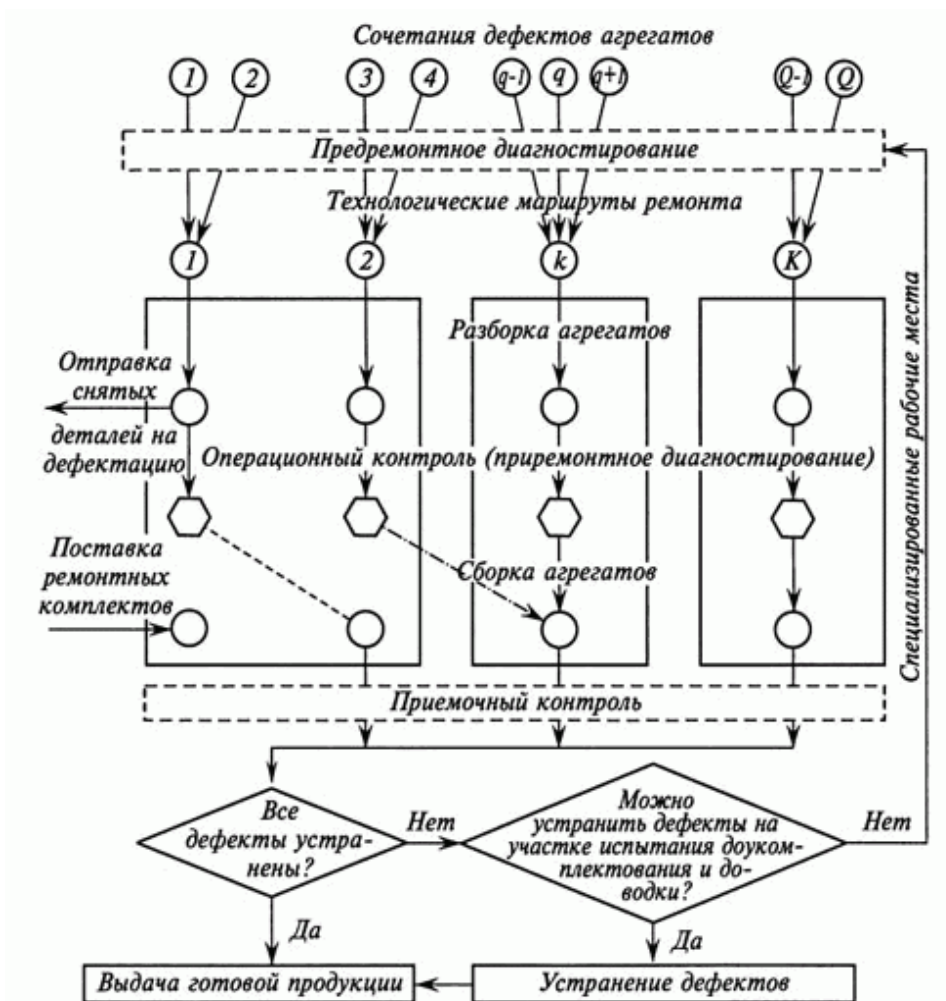 Сочетания дефектов агрегатов
1 2 3 4 q-1 q q+1 Q-1 Q
Предремонтное диагностирование
Технологические маршруты ремонта
1 2 k K
Разборка агрегатов
Отправка
снятых
деталей на
дефектацию
Операционный контроль (приремонтное диагностирование)
Поставка
ремонтных
комплектов
Сборка агрегатов
Специализированные рабочие места
Приемочный контроль
Все
дефекты устра-
нены?
Нет
Можно
устранить дефекты на
участке испытания доуком-
плектования и до-
водки?
Нет
Да
Да
Выдача готовой продукции
Устранение дефектов